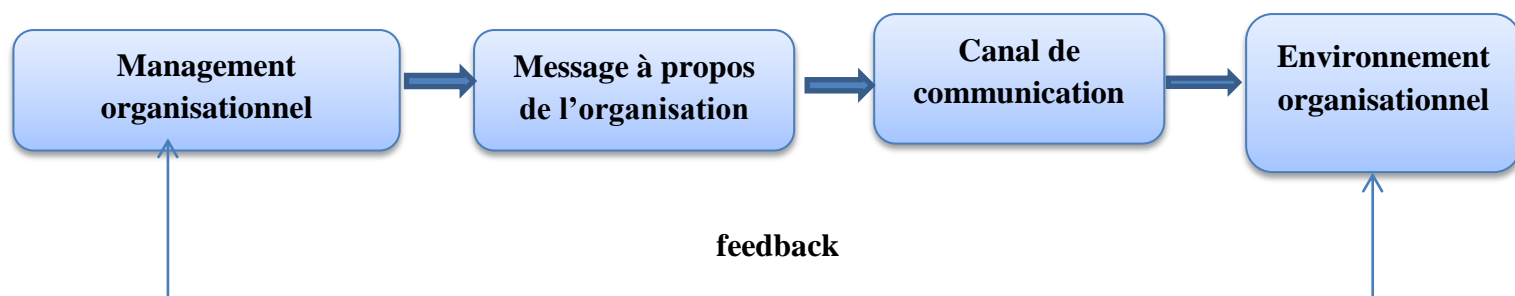 Management
organisationnel
Message à propos
de l’organisation
Canal de
communication
Environnement
organisationnel
feedback